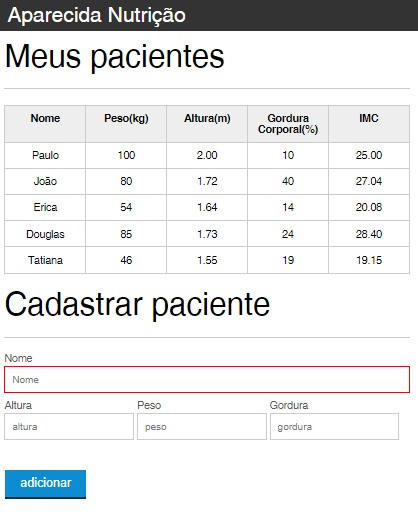 Aparecida Nutrição
Meus pacientes
Nome Peso(kg) Altura(m) Gordura Corporal(%) IMC
Paulo 100 2.00 10 25.00
João 80 1.72 40 27.04
Erica 54 1.64 14 20.08
Douglas 85 1.73 24 28.40
Tatiana 46 1.55 19 19.15
Cadastrar paciente
Nome
Nome
Altura Peso Gordura
altura peso gordura
adicionar